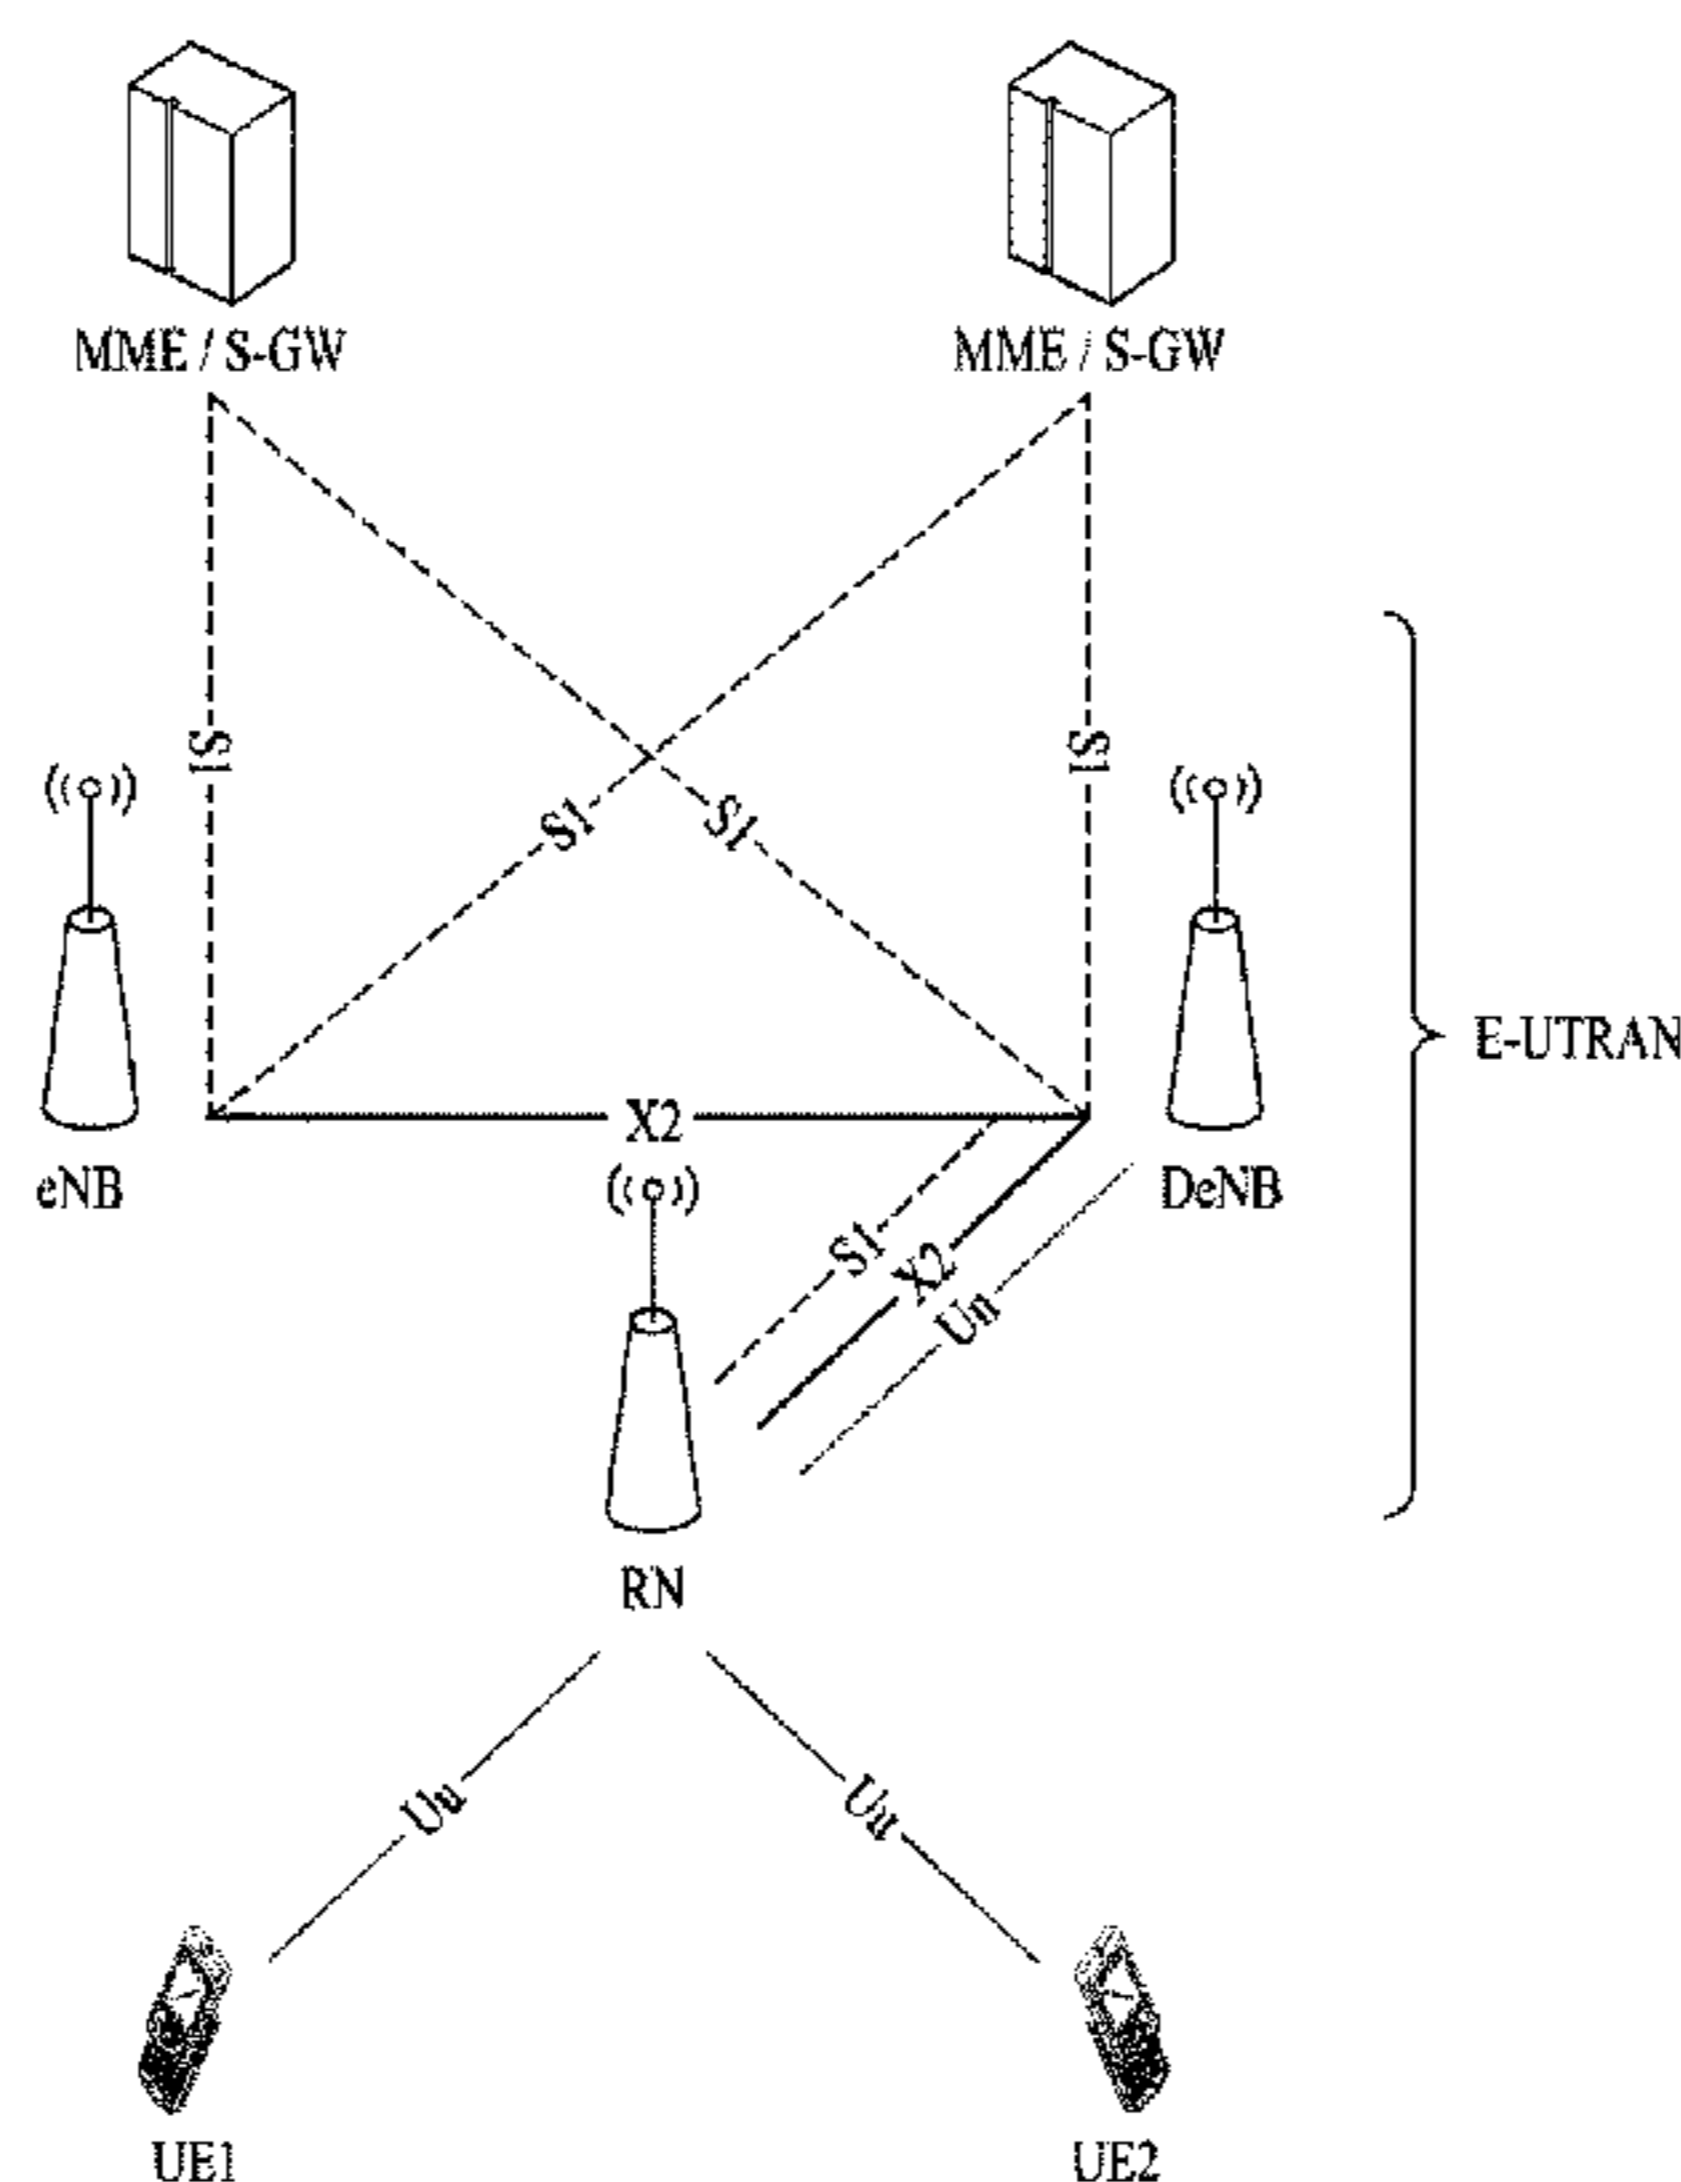 MME / S-GW
MME / S-GW
S1
S1
S1
S1
E-UTRAN
X2
eNB
DeNB
S1
X2
Un
RN
Uu
Uu
UE1
UE2